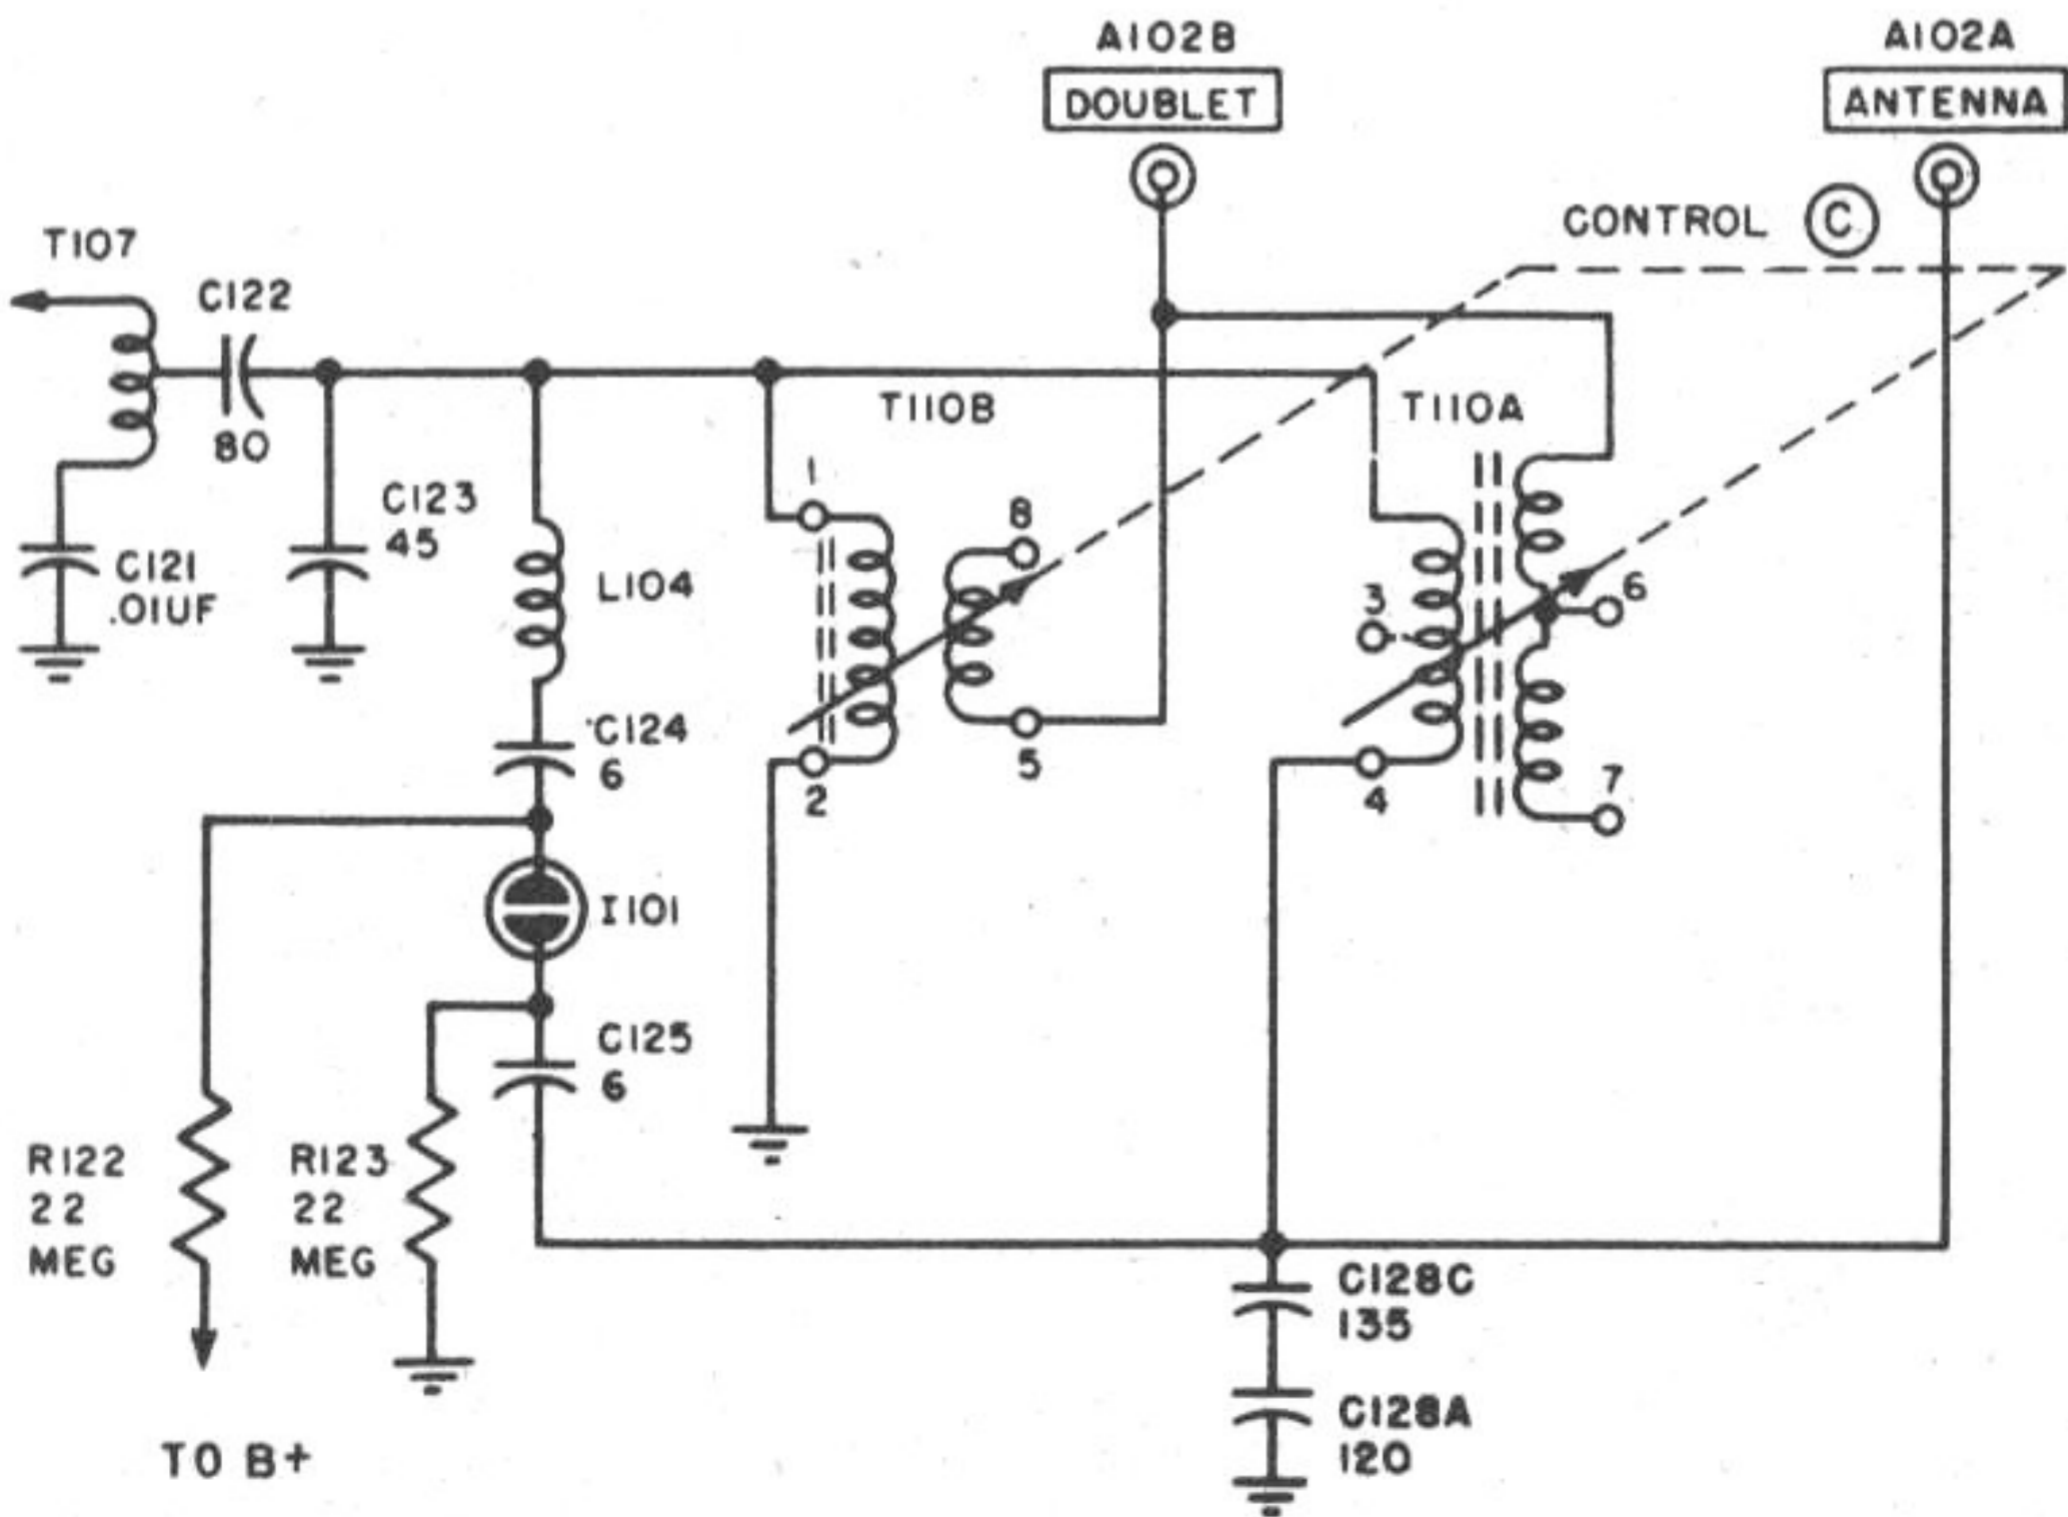 A102B
DOUBLET
A102A
ANTENNA
CONTROL C
T107
C122
80
T110B
T110A
C123
45
C121
.01UF
L104
1
8
3
6
C124
6
2
5
4
7
I101
C125
6
R122
22
MEG
R123
22
MEG
C128C
135
C128A
120
TO B+